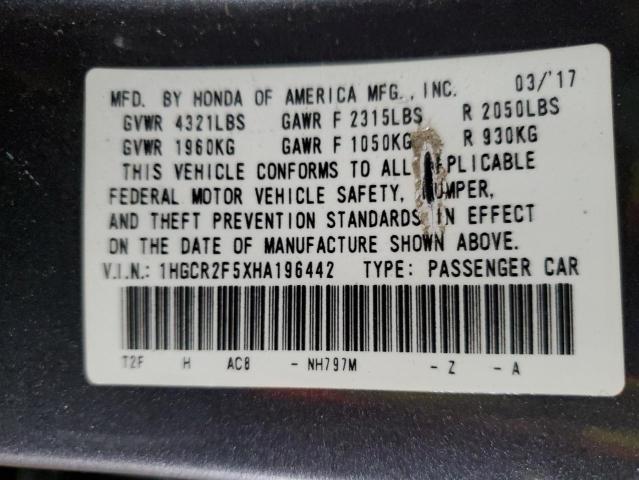 MFD. BY HONDA OF AMERICA MFG., INC. 03/'17
GVWR 4321LBS GAWR F 2315LBS R 2050LBS
GVWR 1960KG GAWR F 1050KG R 930KG
THIS VEHICLE CONFORMS TO ALL
FEDERAL MOTOR VEHICLE SAFETY,
AND THEFT PREVENTION STANDARDS IN EFFECT
ON THE DATE OF MANUFACTURE SHOWN ABOVE.
V.I.N.: 1HGCR2F5XHA196442 TYPE: PASSENGER CAR
T2F H AC8 - NH797M - Z - A